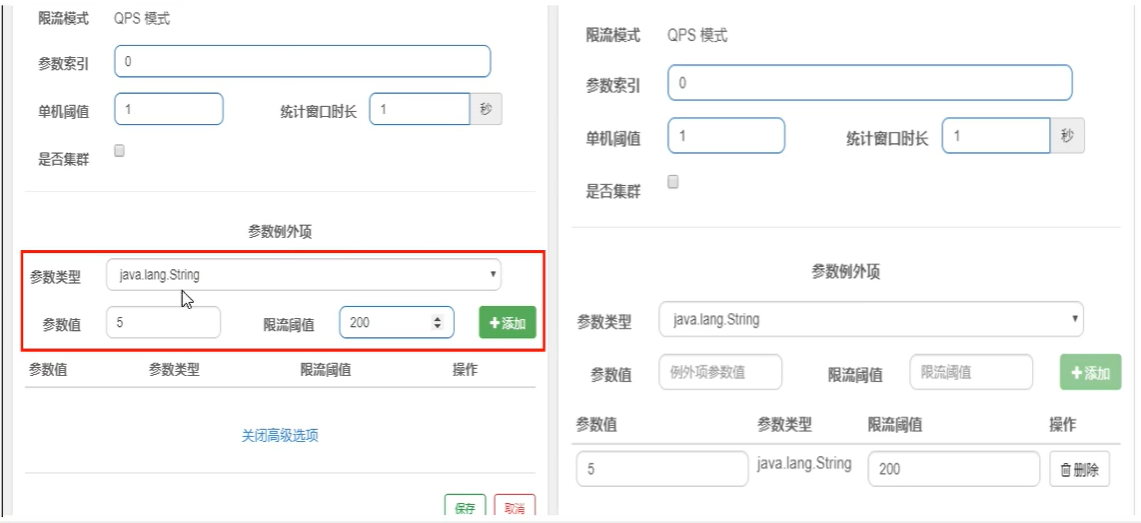 限流模式 QPS 模式
参数索引 0
单机阈值 1 统计窗口时长 1 秒
是否集群
参数例外项
参数类型 java.lang.String
参数值 5 限流阈值 200 +添加
参数值 参数类型 限流阈值 操作
关闭高级选项
保存 取消
限流模式 QPS 模式
参数索引 0
单机阈值 1 统计窗口时长 1 秒
是否集群
参数例外项
参数类型 java.lang.String
参数值 例外项参数值 限流阈值 限流阈值 +添加
参数值 参数类型 限流阈值 操作
5 java.lang.String 200 删除